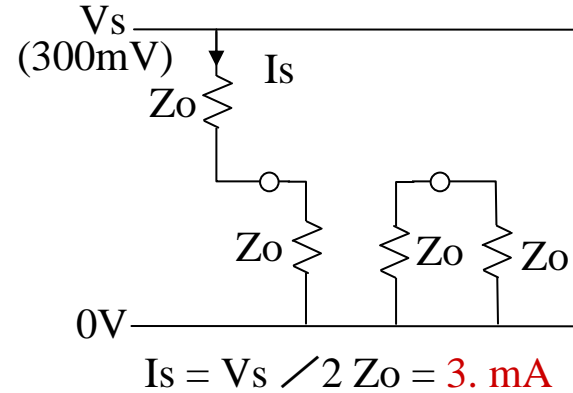 Vs
(300mV)
Is
Zo
Zo
Zo
Zo
0V
Is = Vs ／2 Zo = 3. mA